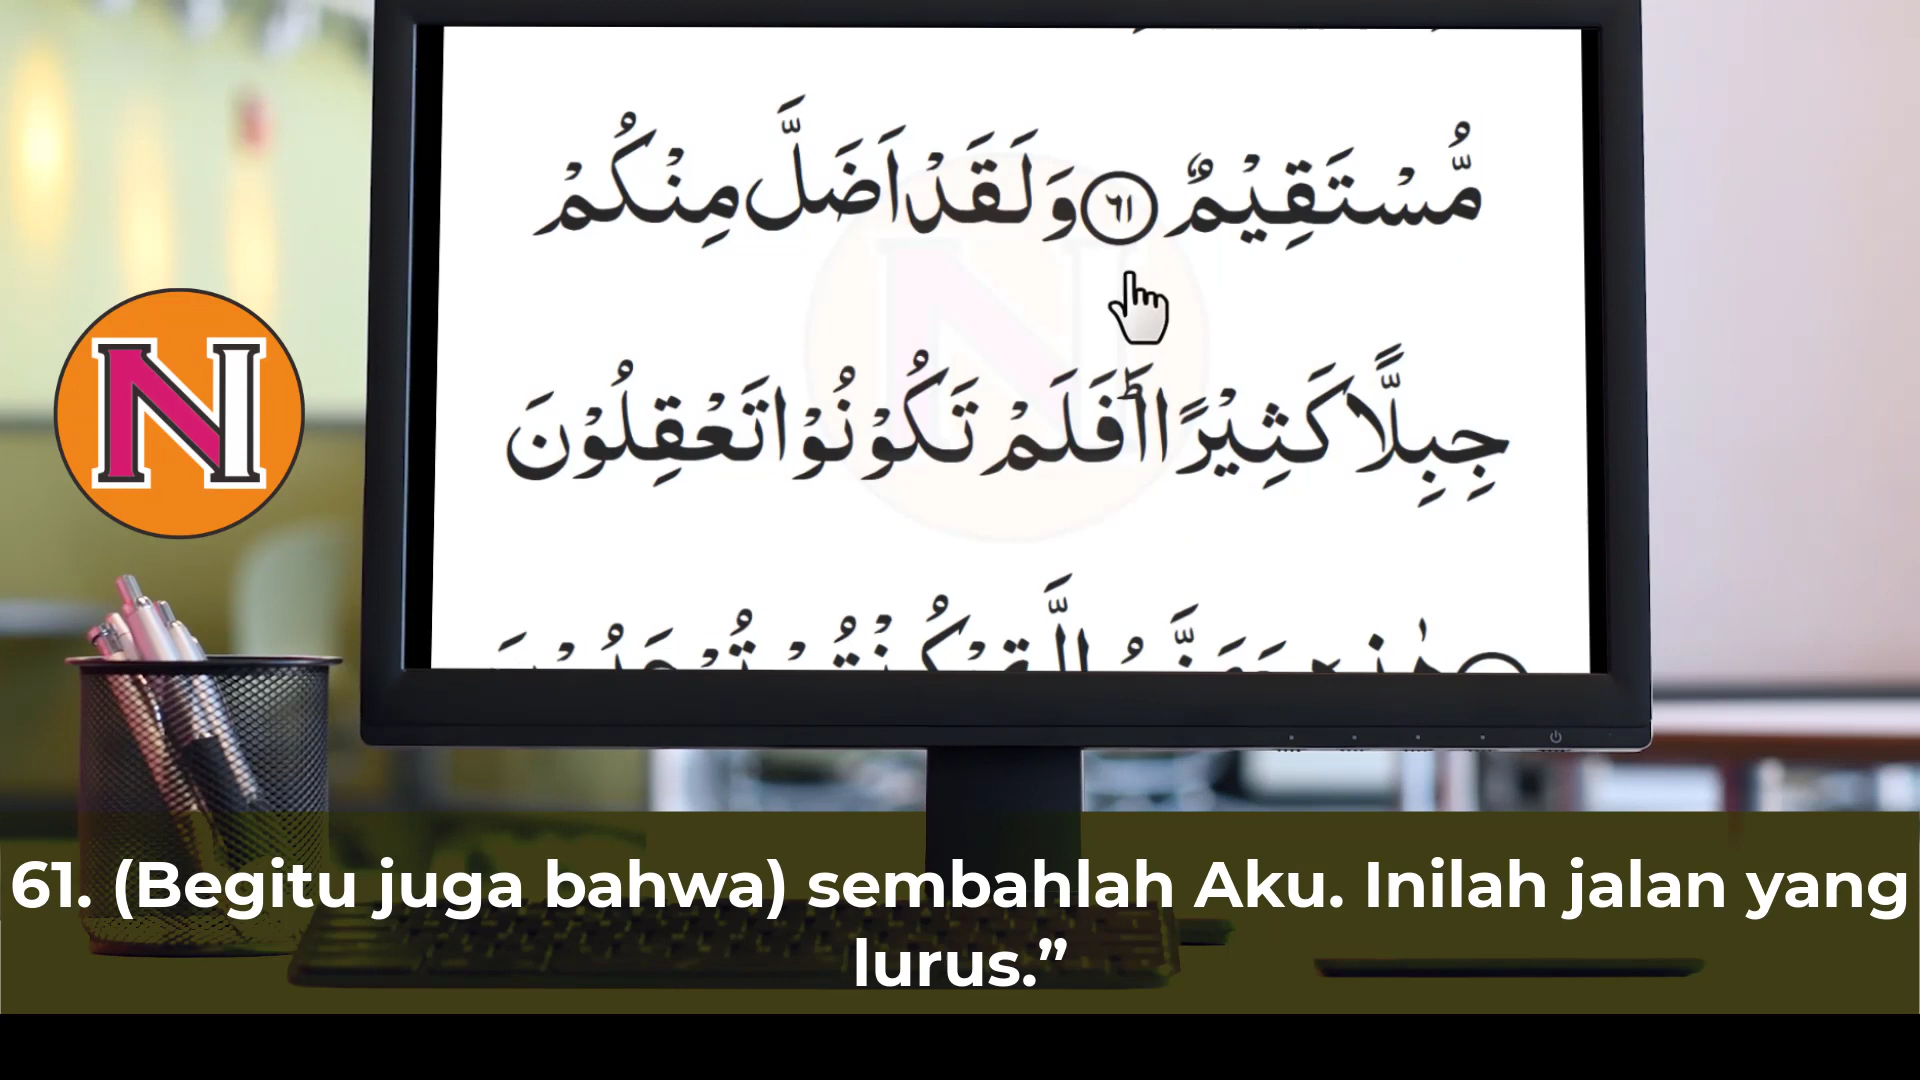 مُّسْتَقِيْمٌ ٦١ وَلَقَدْ اَضَلَّ مِنْكُمْ
جِبِلًّا كَثِيْرًاۗ اَفَلَمْ تَكُوْنُوْا تَعْقِلُوْنَ
N
61. (Begitu juga bahwa) sembahlah Aku. Inilah jalan yang
lurus.”